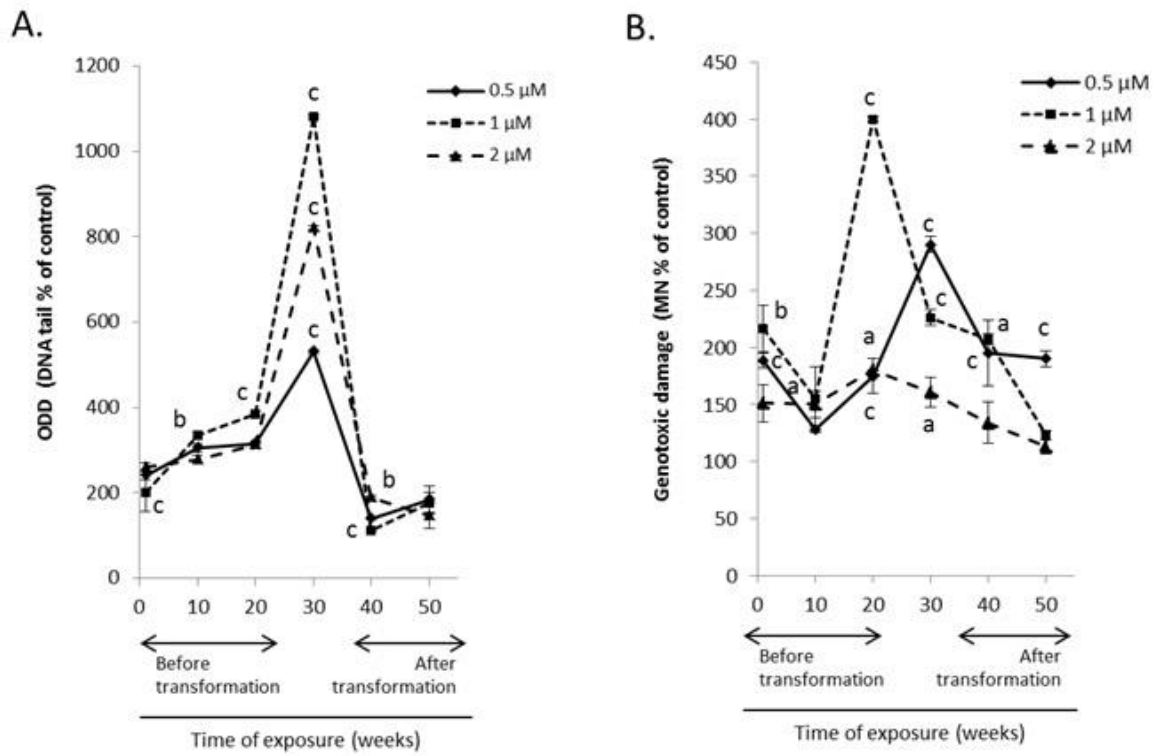 A.
ODD (DNA tail % of control)
1200
1000
800
600
400
200
0
0.5 µM
1 µM
2 µM
c
c
c
b
c
c
b
c
0 10 20 30 40 50
Before
transformation
After
transformation
Time of exposure (weeks)
B.
Genotoxic damage (MN % of control)
450
400
350
300
250
200
150
100
50
0
0.5 µM
1 µM
2 µM
c
c
b
c
a
a
c
c
a
c
a
c
0 10 20 30 40 50
Before
transformation
After
transformation
Time of exposure (weeks)